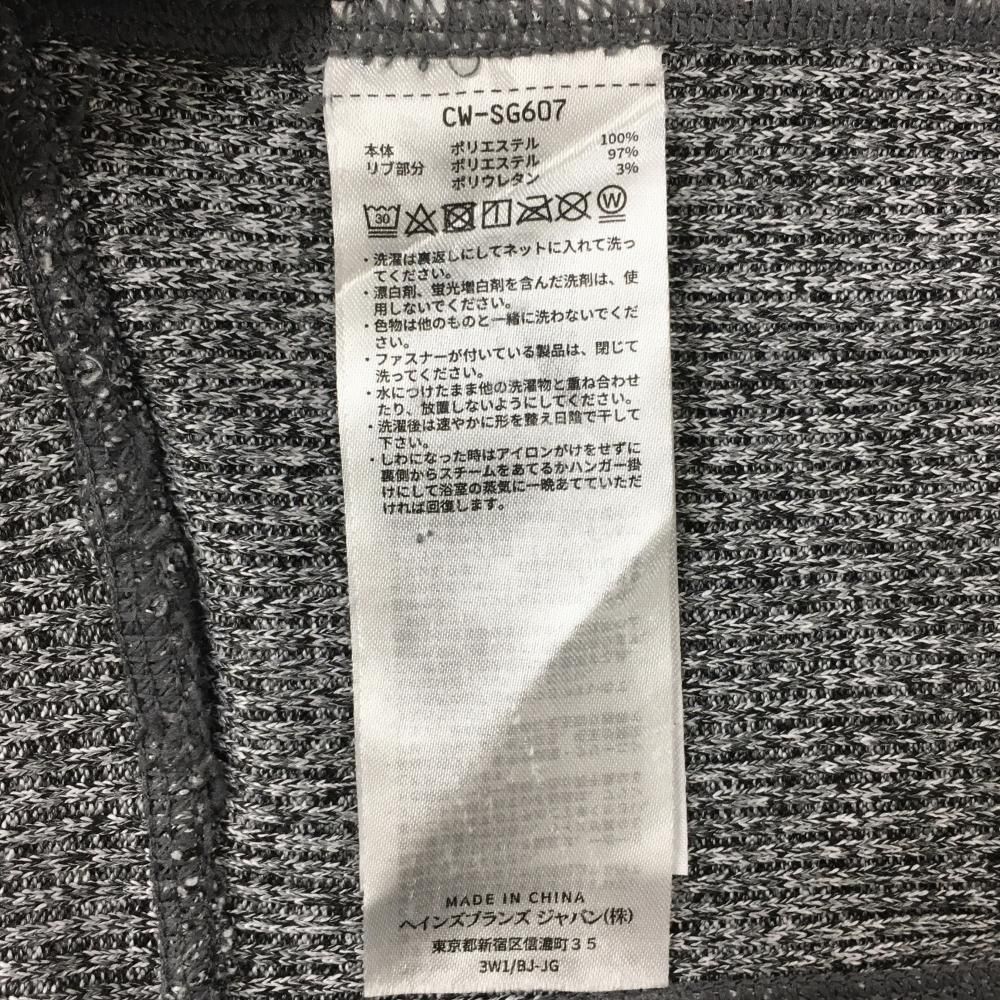 CW-SG607
本体 ポリエステル 100%
リブ部分 ポリエステル 97%
ポリウレタン 3%
30 W
・洗濯は裏返しにしてネットに入れて洗っ
てください。
・漂白剤、蛍光増白剤を含んだ洗剤は、使
用しないでください。
・色物は他のものと一緒に洗わないでくだ
さい。
・ファスナーが付いている製品は、閉じて
洗ってください。
・水につけたまま他の洗濯物と重ね合わせ
たり、放置しないようにしてください。
・洗濯後は速やかに形を整え日陰で干して
下さい。
・しわになった時はアイロンがけをせずに
裏側からスチームをあてるかハンガー掛
けにして浴室の蒸気に一晩あてていただ
ければ回復します。
MADE IN CHINA
ヘインズブランズ ジャパン(株)
東京都新宿区信濃町３５
3W1/BJ-JG